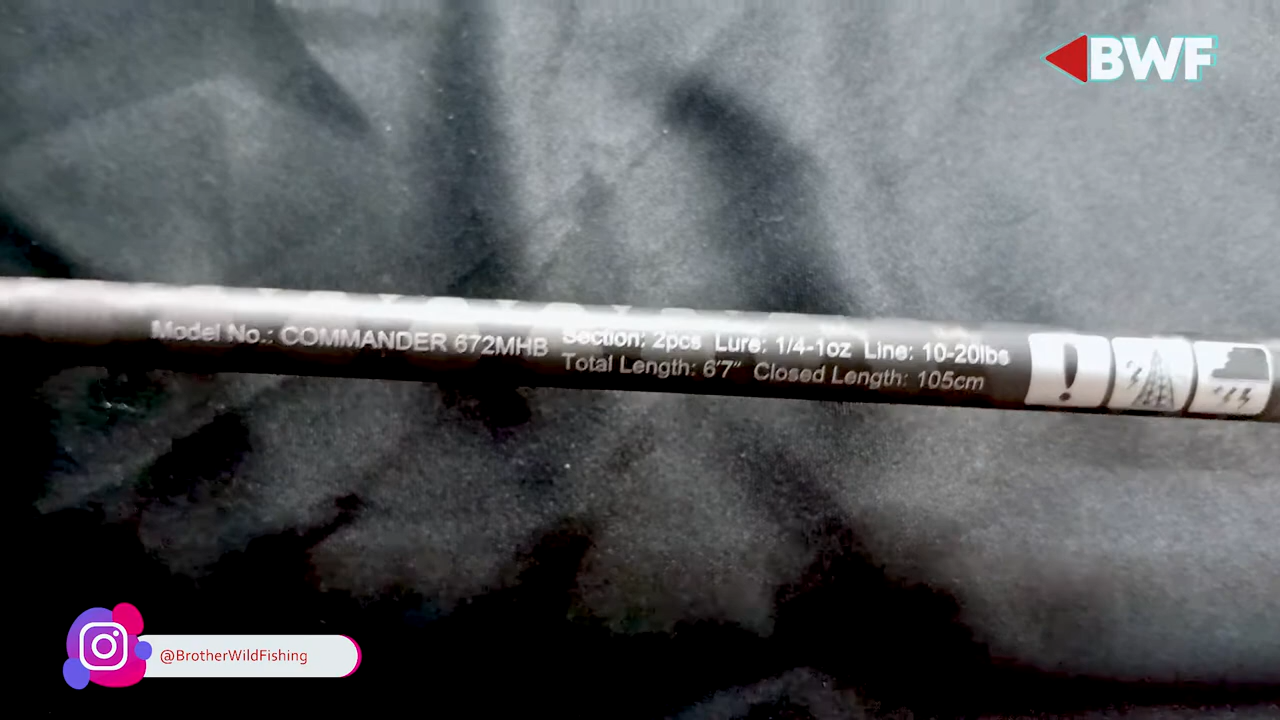 BWF
Model No.: COMMANDER 672MHB
Section: 2pcs Lure: 1/4-1oz Line: 10-20lbs
Total Length: 6'7" Closed Length: 105cm
@BrotherWildFishing